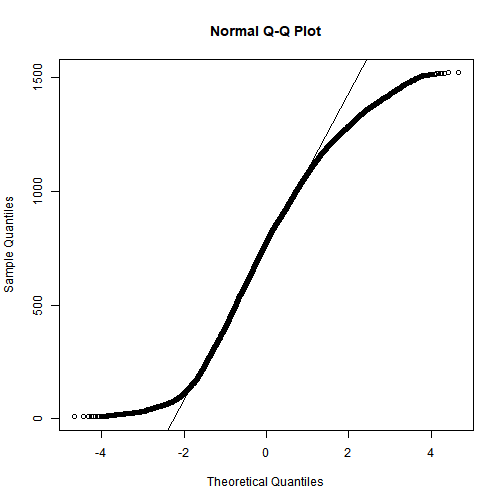 Normal Q-Q Plot
1500
1000
500
0
Sample Quantiles
-4 -2 0 2 4
Theoretical Quantiles